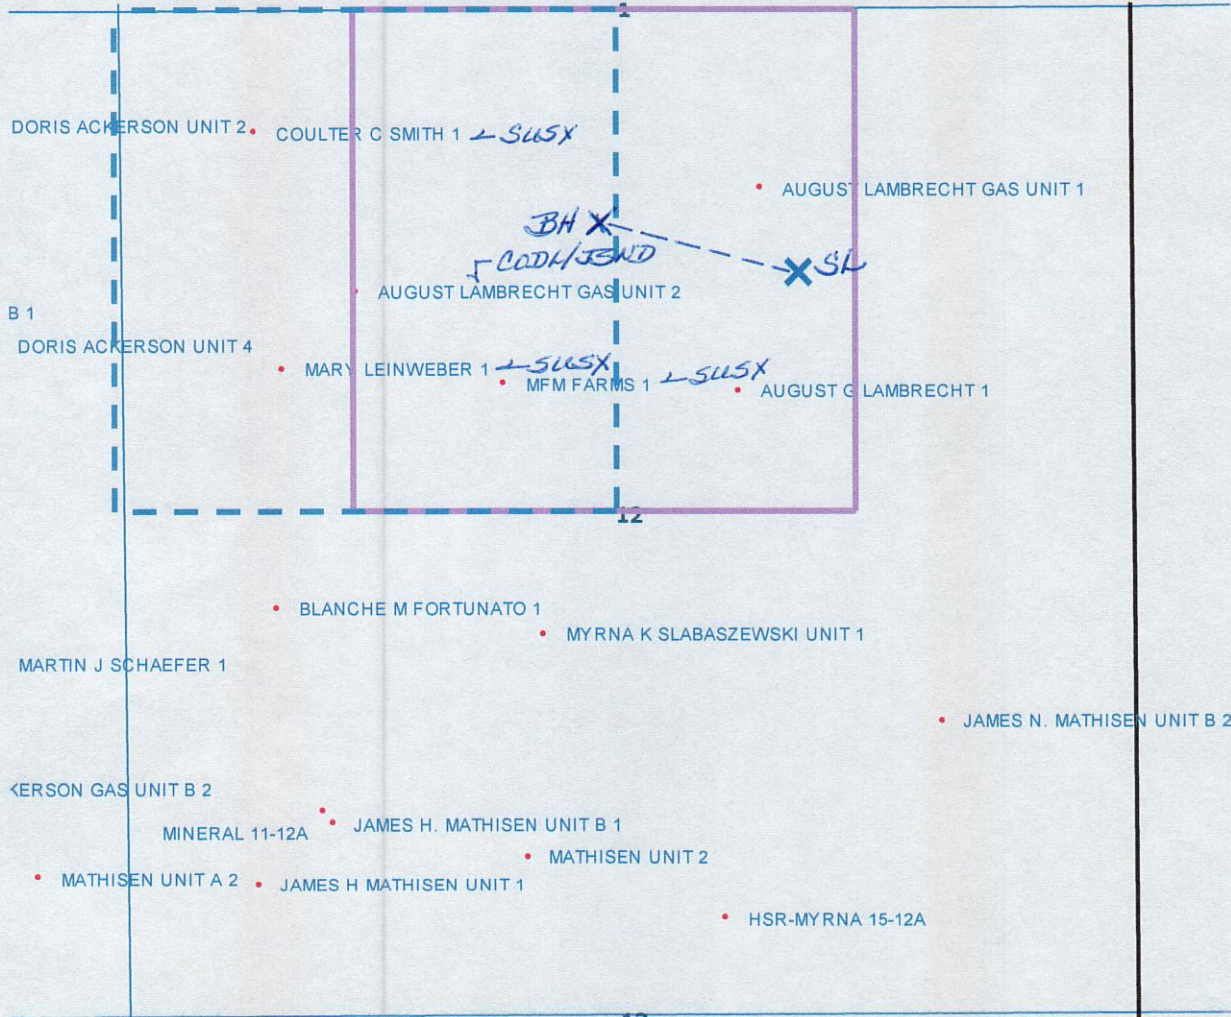 1
DORIS ACKERSON UNIT 2
COULTER C SMITH 1
SUSX
AUGUST LAMBRECHT GAS UNIT 1
BH
CODL/JSND
SL
AUGUST LAMBRECHT GAS UNIT 2
B 1
DORIS ACKERSON UNIT 4
MARY LEINWEBER 1
SUSX
MFM FARMS 1
SUSX
AUGUST G LAMBRECHT 1
12
BLANCHE M FORTUNATO 1
MYRNA K SLABASZEWSKI UNIT 1
MARTIN J SCHAEFER 1
JAMES N. MATHISEN UNIT B 2
KERSON GAS UNIT B 2
MINERAL 11-12A
JAMES H. MATHISEN UNIT B 1
MATHISEN UNIT 2
MATHISEN UNIT A 2
JAMES H MATHISEN UNIT 1
HSR-MYRNA 15-12A